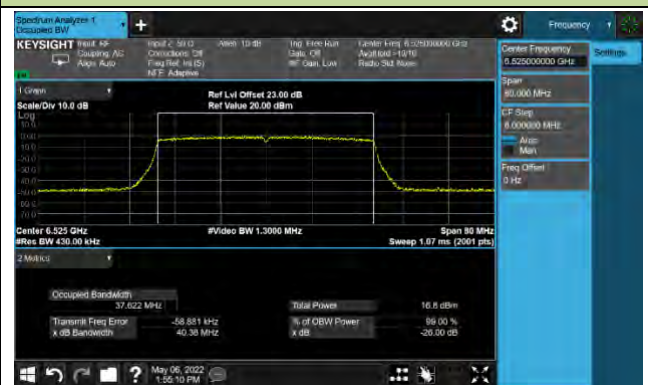 Spectrum Analyzer 1
Occupied BW
+
Frequency
KEYSIGHT Input: RF
Coupling: AC
Align: Auto
Input Z: 50 Ω
Corrections: Off
Freq Ref: Int (S)
NFE: Adaptive
Atten: 10 dB
Trig: Free Run
Gate: Off
#IF Gain: Low
Center Freq: 6.525000000 GHz
Avg|Hold: >10/10
Radio Std: None
Center Frequency
6.525000000 GHz
Settings
Span
80.000 MHz
CF Step
8.000000 MHz
Auto
Man
Freq Offset
0 Hz
1 Graph
Scale/Div 10.0 dB
Ref Lvl Offset 23.00 dB
Ref Value 20.00 dBm
Log
Center 6.525 GHz
#Res BW 430.00 kHz
#Video BW 1.3000 MHz
Span 80 MHz
Sweep 1.07 ms (2001 pts)
2 Metrics
Occupied Bandwidth
37.622 MHz
Total Power 16.8 dBm
Transmit Freq Error -58.881 kHz
% of OBW Power 99.00 %
x dB Bandwidth 40.38 MHz
x dB -26.00 dB
?
May 06, 2022
1:55:10 PM